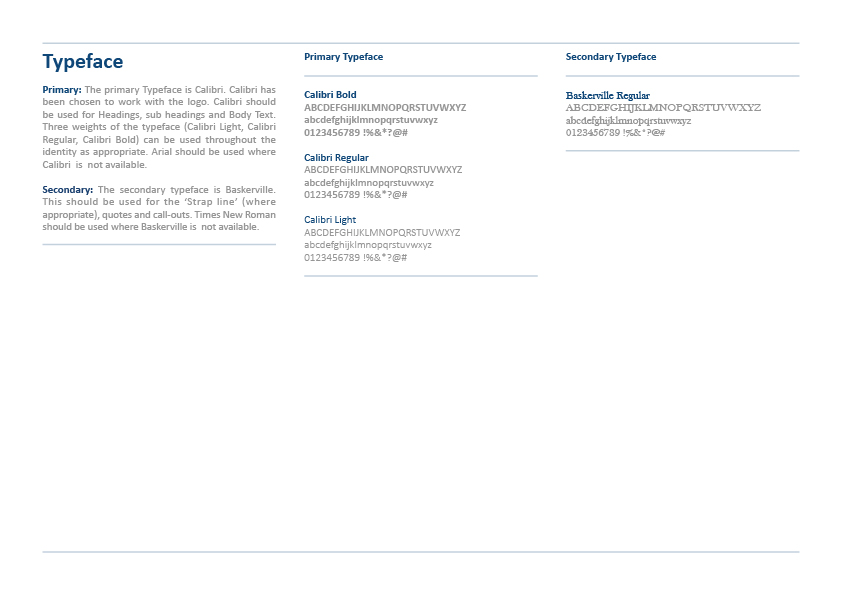 Typeface
Primary: The primary Typeface is Calibri. Calibri has
been chosen to work with the logo. Calibri should
be used for Headings, sub headings and Body Text.
Three weights of the typeface (Calibri Light, Calibri
Regular, Calibri Bold) can be used throughout the
identity as appropriate. Arial should be used where
Calibri is not available.
Secondary: The secondary typeface is Baskerville.
This should be used for the ‘Strap line’ (where
appropriate), quotes and call-outs. Times New Roman
should be used where Baskerville is not available.
Primary Typeface
Calibri Bold
ABCDEFGHIJKLMNOPQRSTUVWXYZ
abcdefghijklmnopqrstuvwxyz
0123456789 !%&*?@#
Calibri Regular
ABCDEFGHIJKLMNOPQRSTUVWXYZ
abcdefghijklmnopqrstuvwxyz
0123456789 !%&*?@#
Calibri Light
ABCDEFGHIJKLMNOPQRSTUVWXYZ
abcdefghijklmnopqrstuvwxyz
0123456789 !%&*?@#
Secondary Typeface
Baskerville Regular
ABCDEFGHIJKLMNOPQRSTUVWXYZ
abcdefghijklmnopqrstuvwxyz
0123456789 !%&*?@#